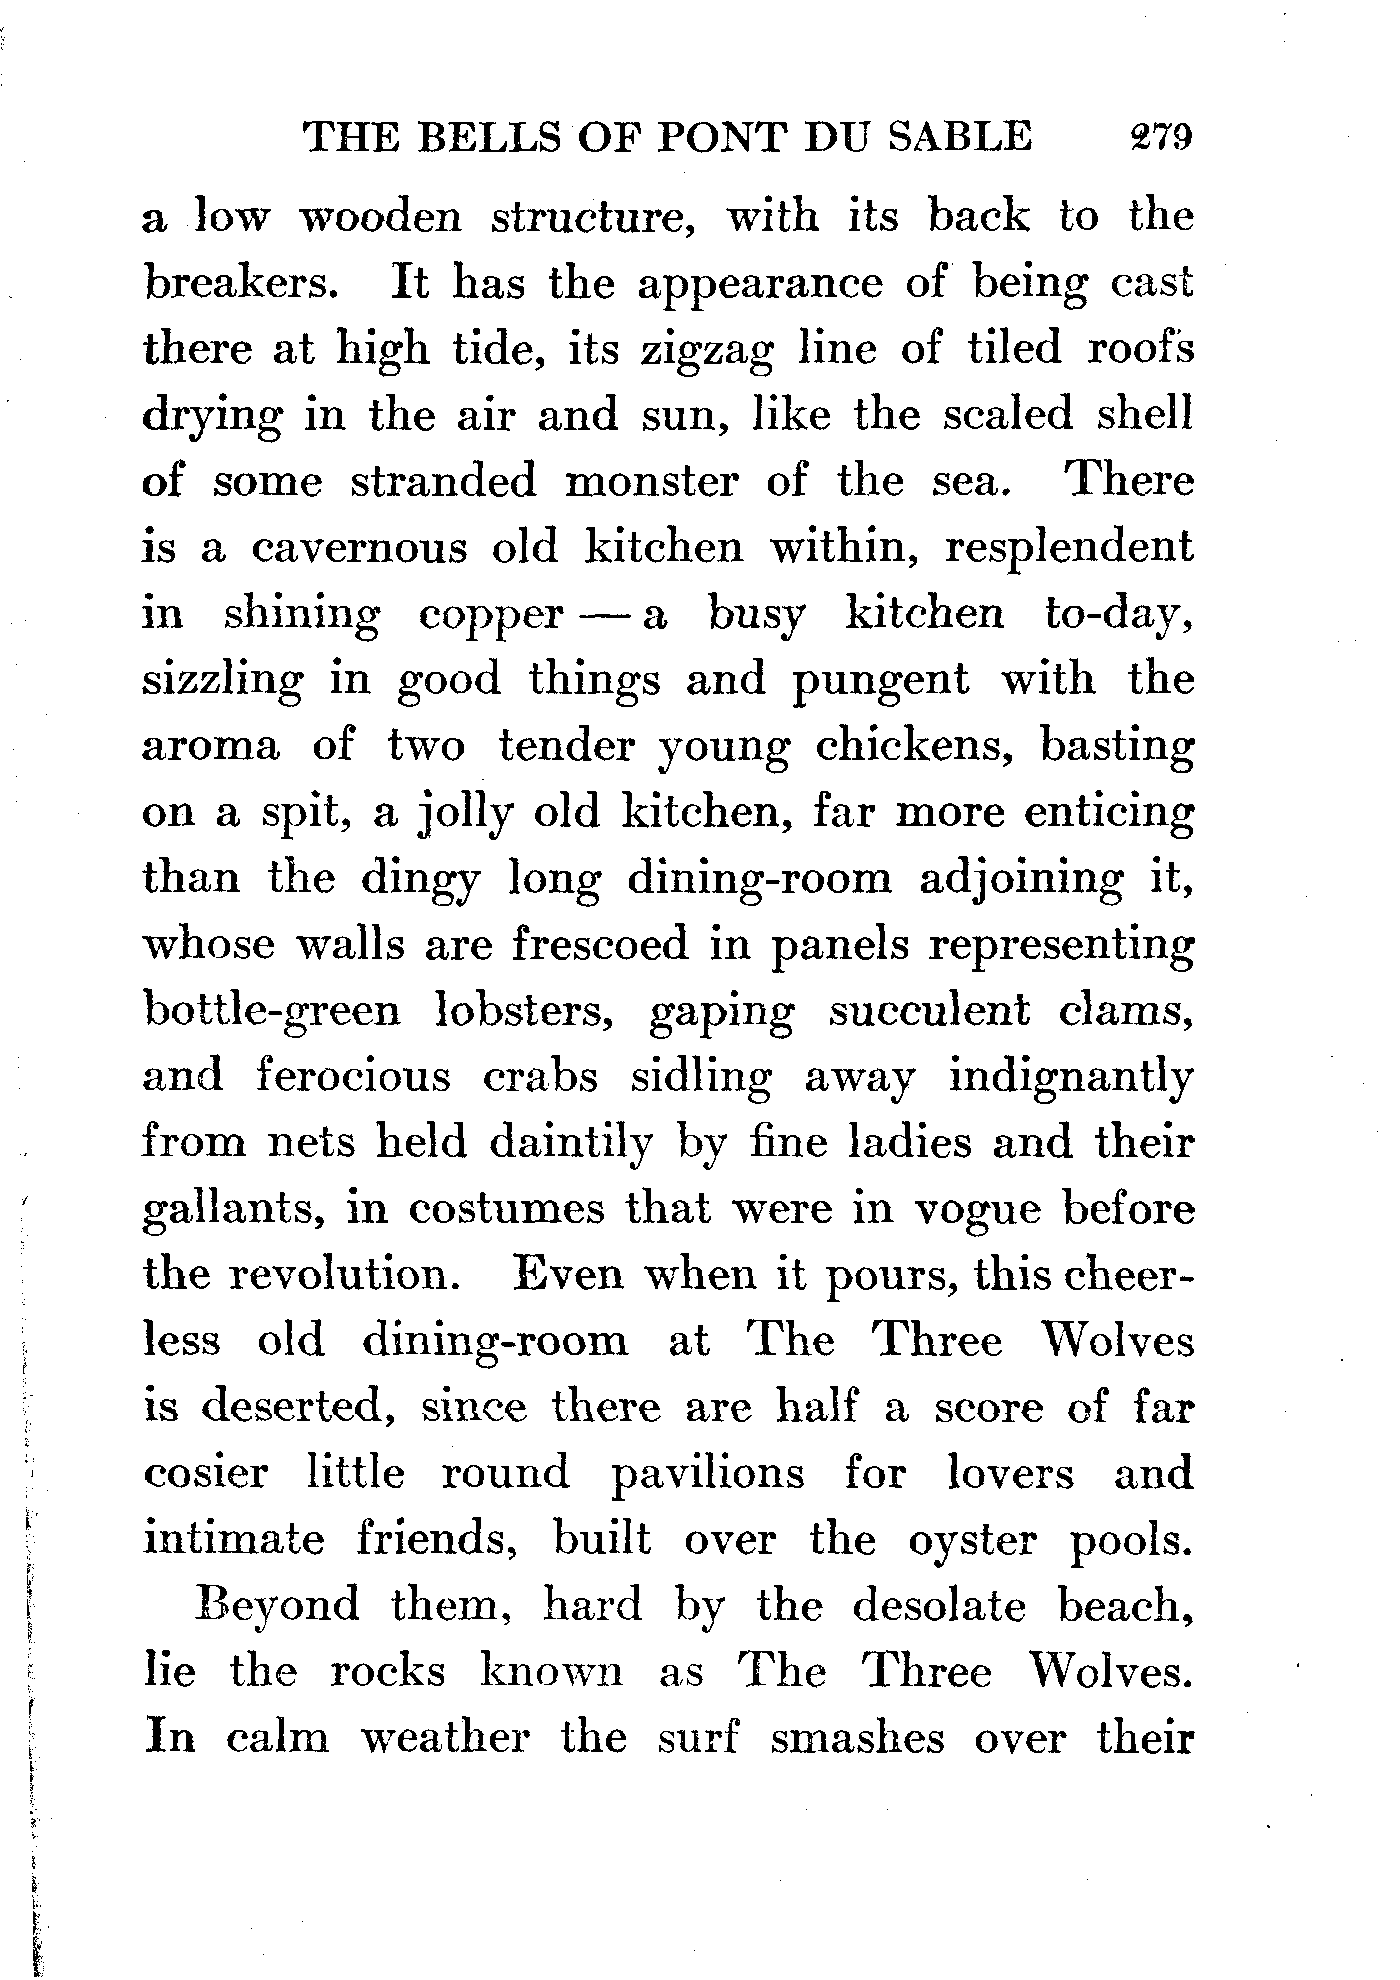 THE BELLS OF PONT DU SABLE 279
a low wooden structure, with its back to the
breakers. It has the appearance of being cast
there at high tide, its zigzag line of tiled roofs
drying in the air and sun, like the scaled shell
of some stranded monster of the sea. There
is a cavernous old kitchen within, resplendent
in shining copper — a busy kitchen to-day,
sizzling in good things and pungent with the
aroma of two tender young chickens, basting
on a spit, a jolly old kitchen, far more enticing
than the dingy long dining-room adjoining it,
whose walls are frescoed in panels representing
bottle-green lobsters, gaping succulent clams,
and ferocious crabs sidling away indignantly
from nets held daintily by fine ladies and their
gallants, in costumes that were in vogue before
the revolution. Even when it pours, this cheer-
less old dining-room at The Three Wolves
is deserted, since there are half a score of far
cosier little round pavilions for lovers and
intimate friends, built over the oyster pools.
Beyond them, hard by the desolate beach,
lie the rocks known as The Three Wolves.
In calm weather the surf smashes over their